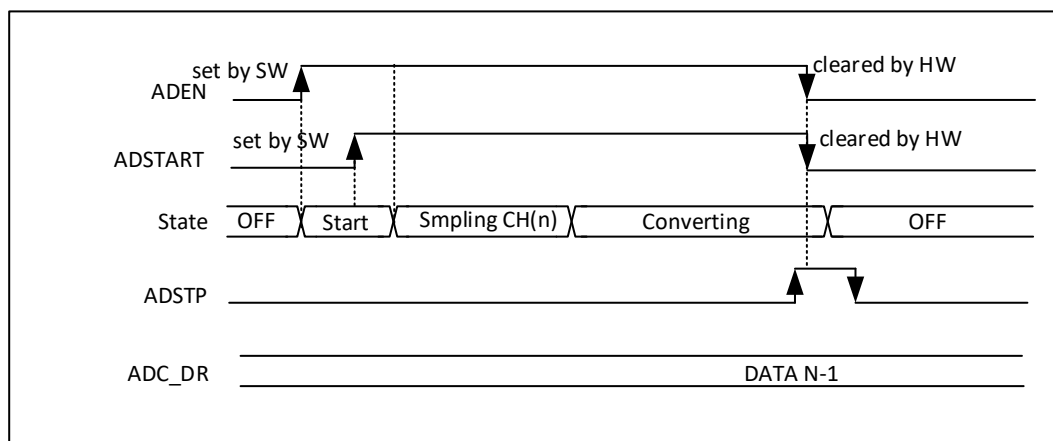 set by SW
cleared by HW
ADEN
set by SW
cleared by HW
ADSTART
State OFF Start Smpling CH(n) Converting OFF
ADSTP
ADC_DR DATA N-1